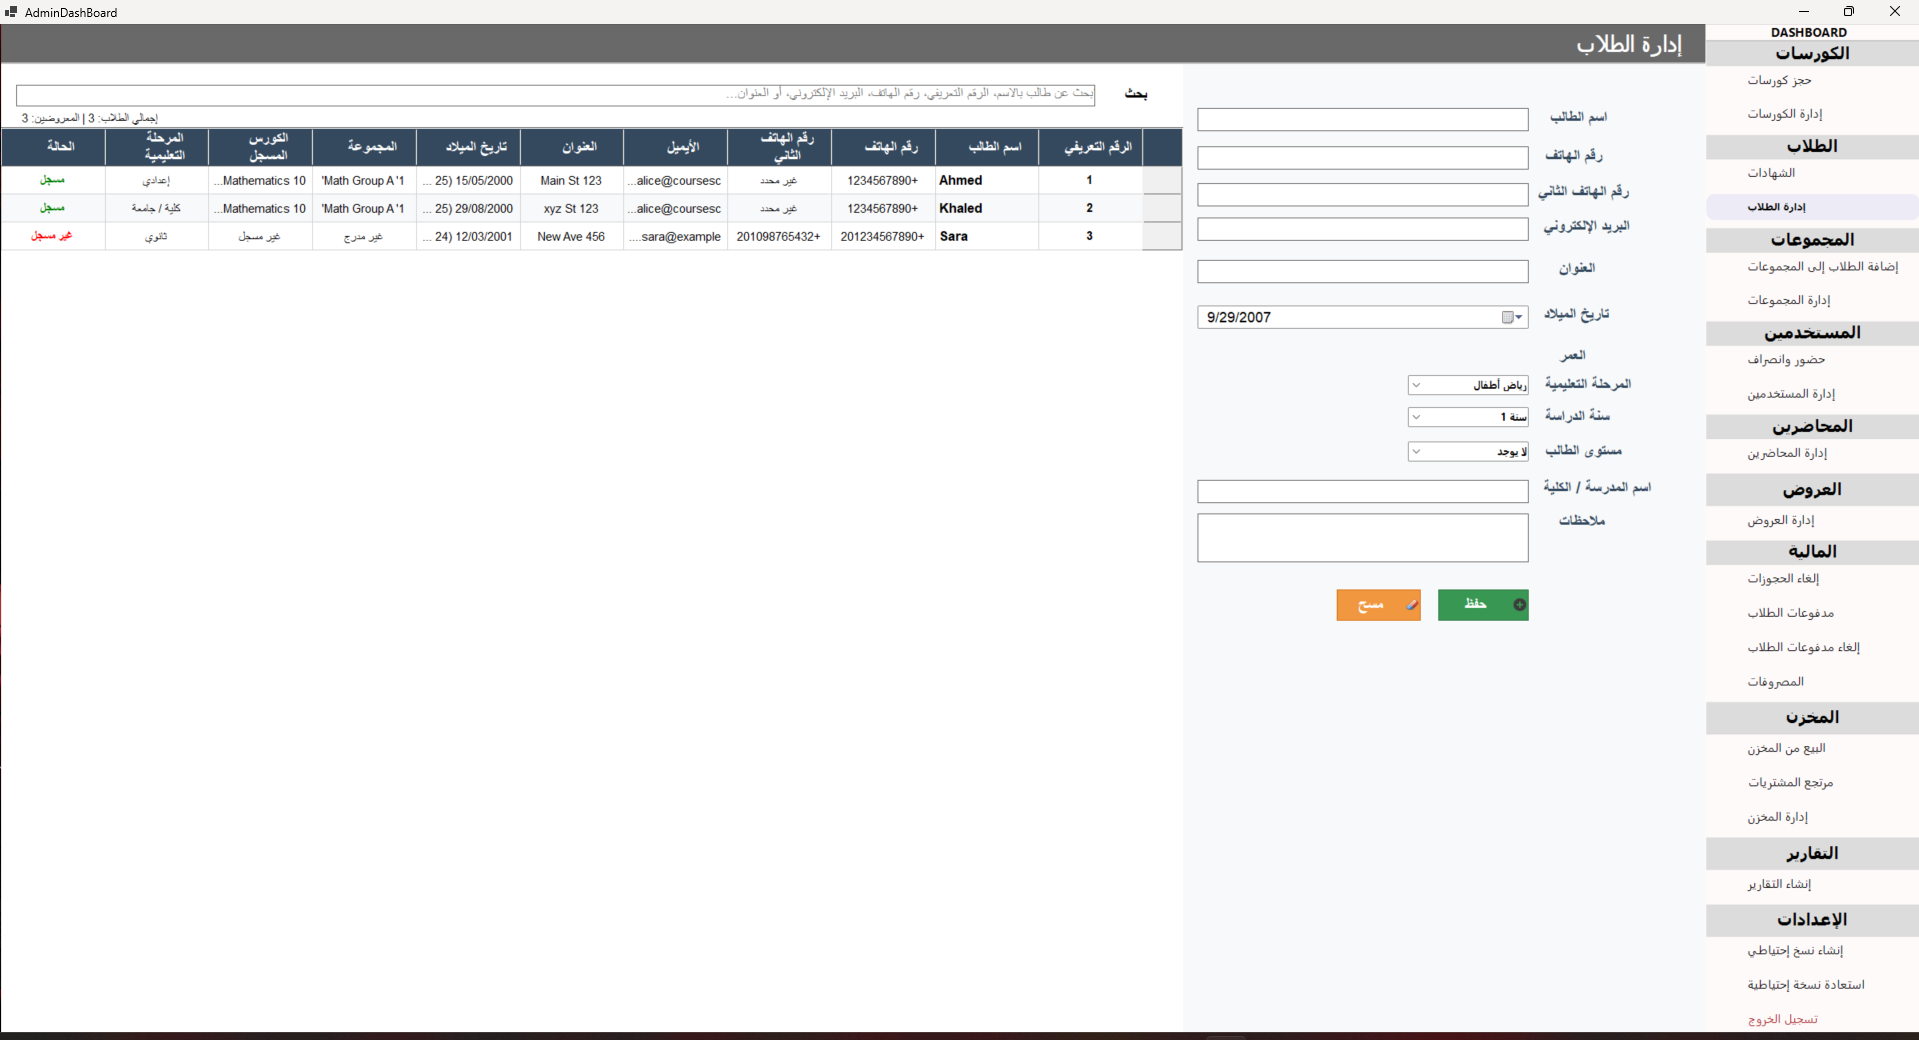 AdminDashBoard
DASHBOARD
الكورسات
حجز كورسات
إدارة الكورسات
الطلاب
الشهادات
إدارة الطلاب
المجموعات
إضافة الطلاب إلى المجموعات
إدارة المجموعات
المستخدمين
حضور وانصراف
إدارة المستخدمين
المحاضرين
إدارة المحاضرين
العروض
إدارة العروض
المالية
إلغاء الحجوزات
مدفوعات الطلاب
إلغاء مدفوعات الطلاب
المصروفات
المخزن
البيع من المخزن
مرتجع المشتريات
إدارة المخزن
التقارير
إنشاء التقارير
الإعدادات
إنشاء نسخ إحتياطي
استعادة نسخة إحتياطية
تسجيل الخروج
إدارة الطلاب
اسم الطالب
رقم الهاتف
رقم الهاتف الثاني
البريد الإلكتروني
العنوان
تاريخ الميلاد 9/29/2007
العمر
المرحلة التعليمية رياض أطفال
سنة الدراسة سنة 1
مستوى الطالب لا يوجد
اسم المدرسة / الكلية
ملاحظات
حفظ مسح
بحث بحث عن طالب بالاسم، الرقم التعريفي، رقم الهاتف، البريد الإلكتروني، أو العنوان...
إجمالي الطلاب: 3 | المعروضين: 3
الرقم التعريفي اسم الطالب رقم الهاتف رقم الهاتف الثاني الأيميل العنوان تاريخ الميلاد المجموعة الكورس المسجل المرحلة التعليمية الحالة
1 Ahmed 1234567890+ غير محدد ...alice@coursesc Main St 123 ... 25) 15/05/2000 'Math Group A '1 ...Mathematics 10 إعدادي مسجل
2 Khaled 1234567890+ غير محدد ...alice@coursesc xyz St 123 ... 25) 29/08/2000 'Math Group A '1 ...Mathematics 10 كلية / جامعة مسجل
3 Sara 201234567890+ 201098765432+ ....sara@example New Ave 456 ... 24) 12/03/2001 غير مدرج غير مسجل ثانوي غير مسجل